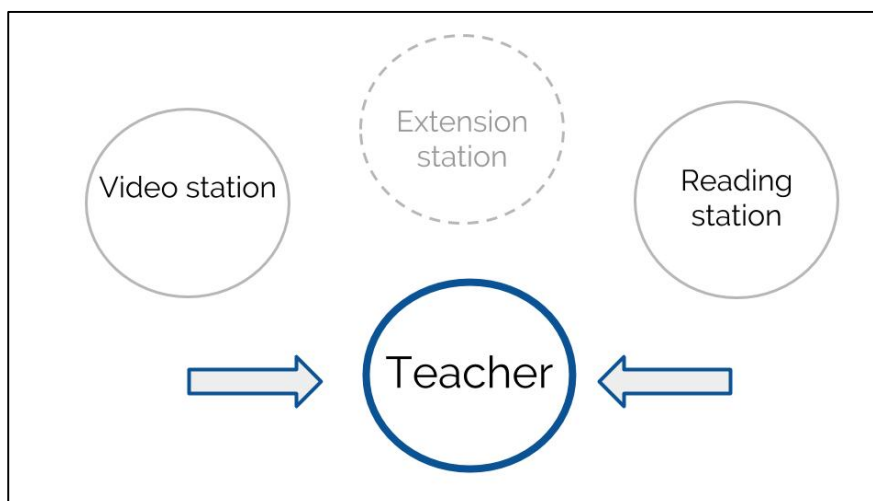 Extension
station
Video station
Reading
station
Teacher